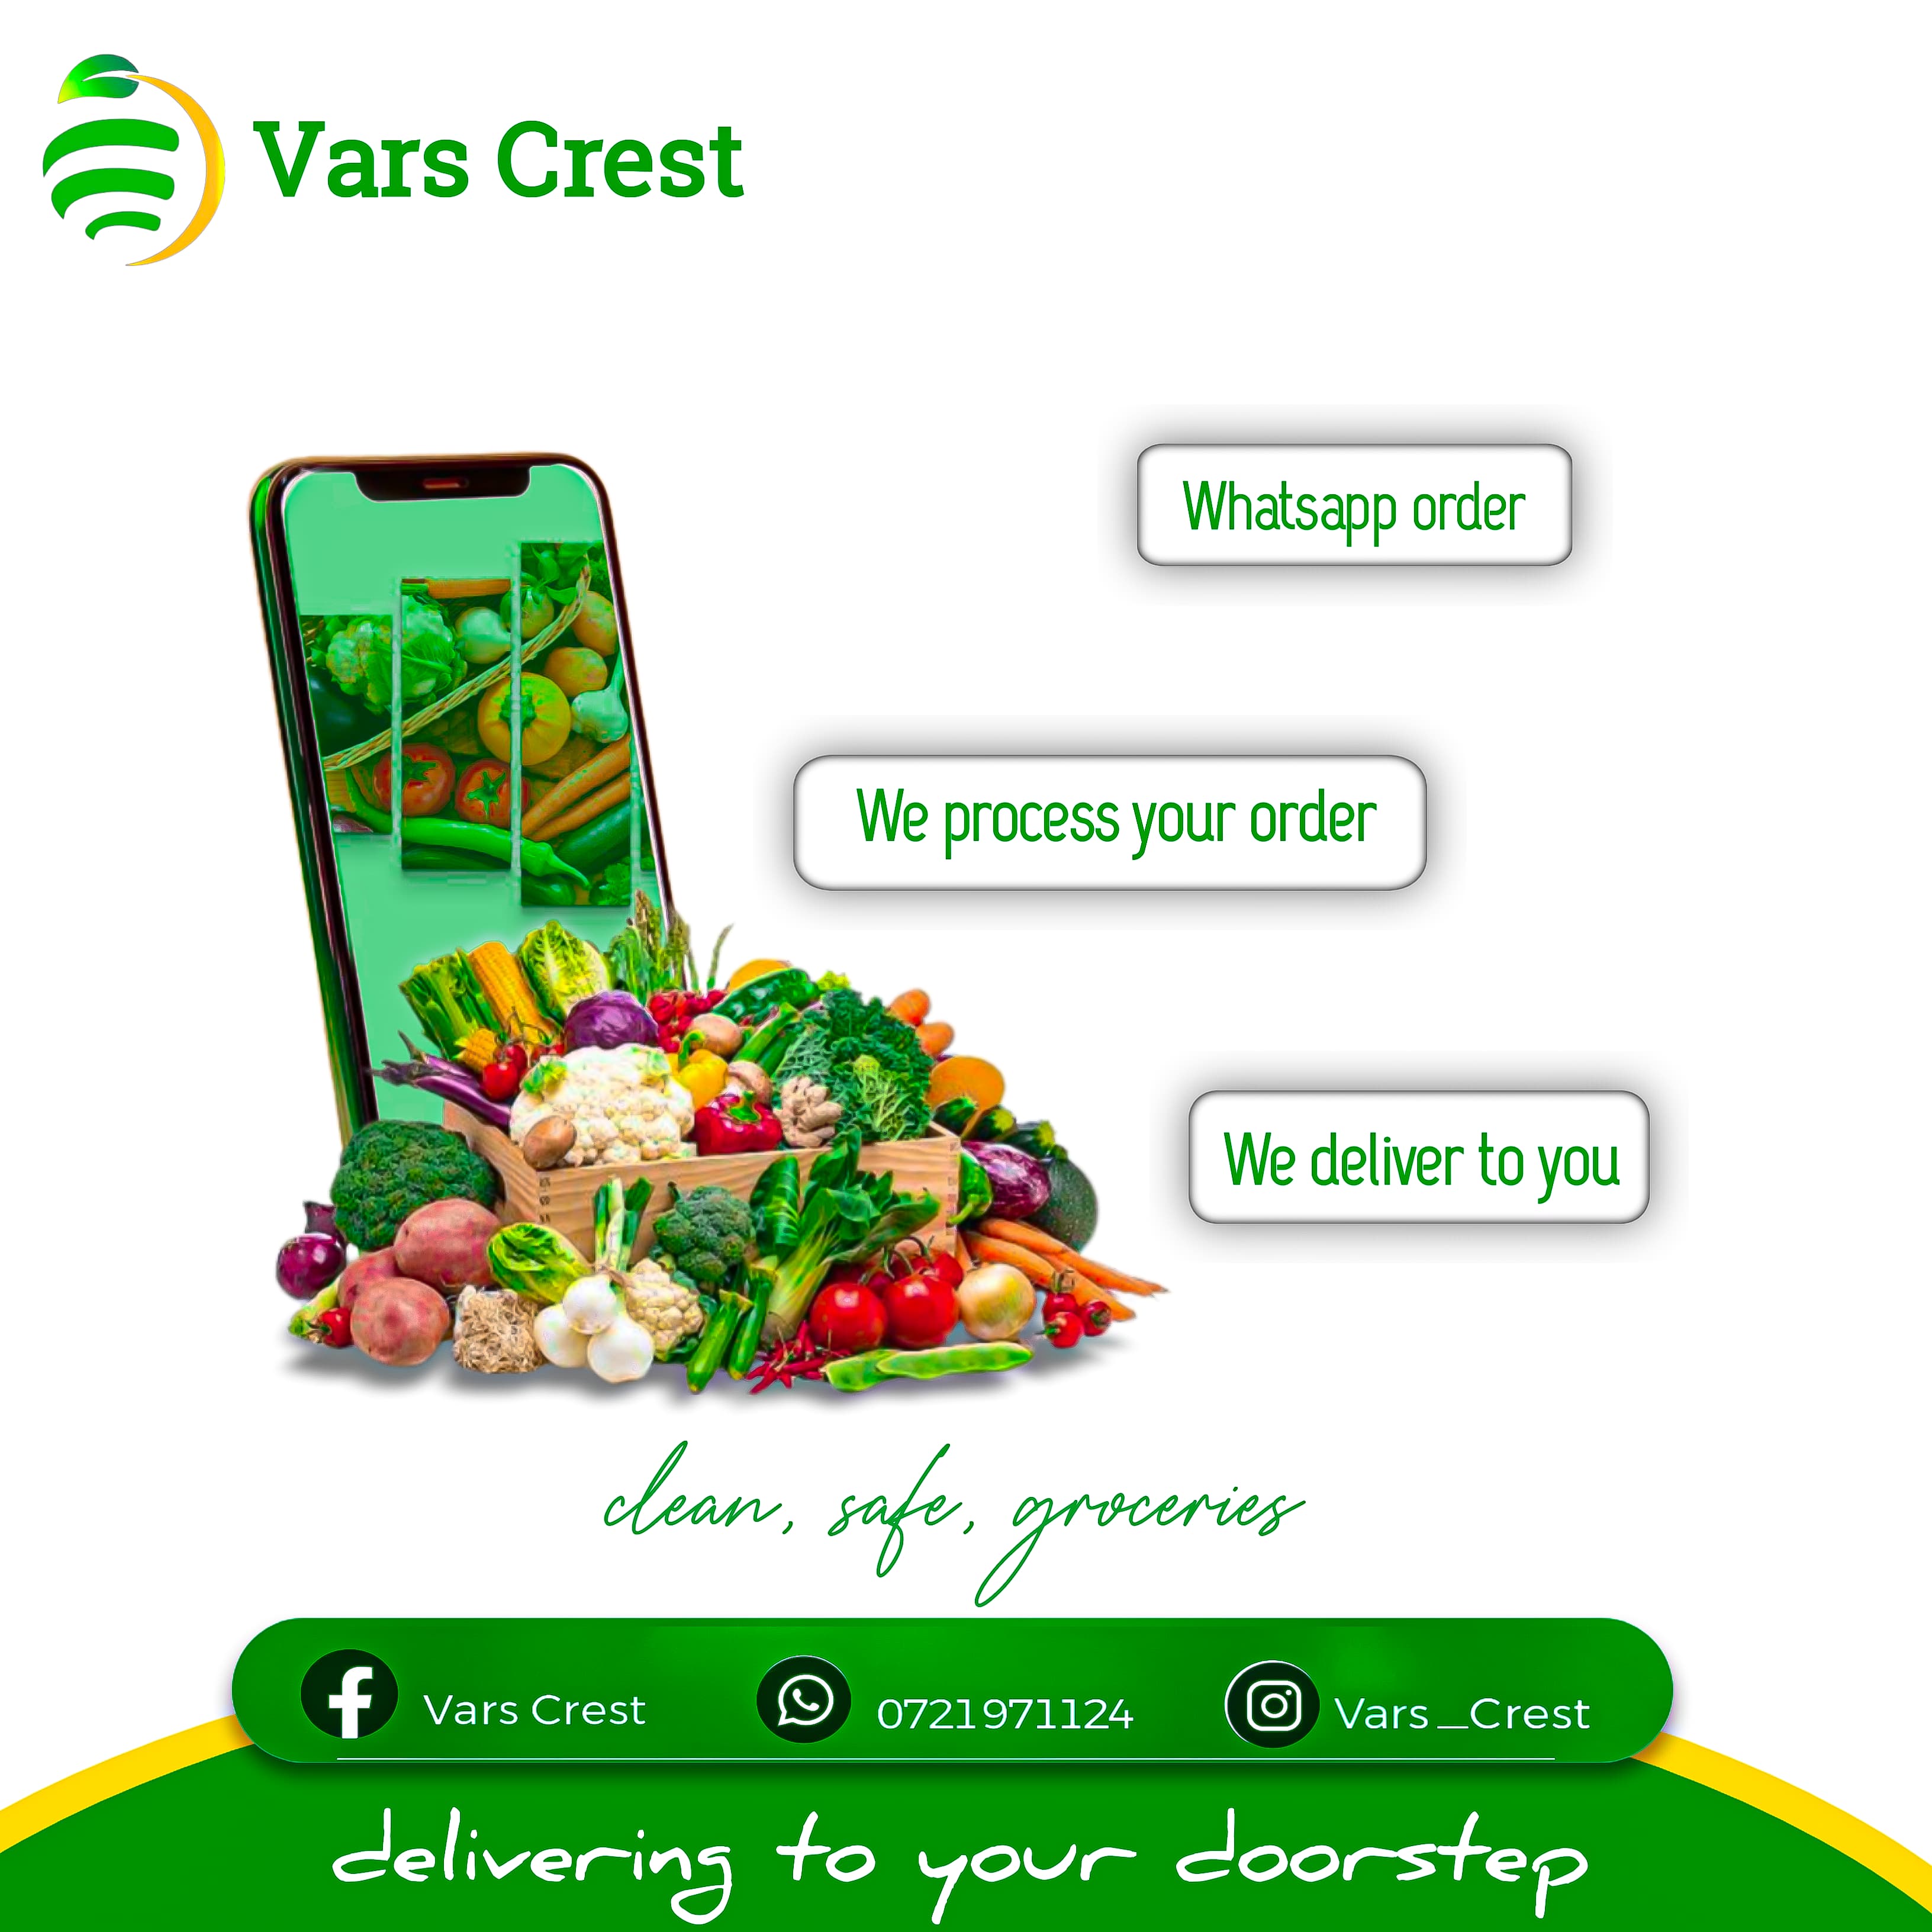 Vars Crest
Whatsapp order
We process your order
We deliver to you
clean, safe, groceries
Vars Crest
0721971124
Vars_Crest
delivering to your doorstep